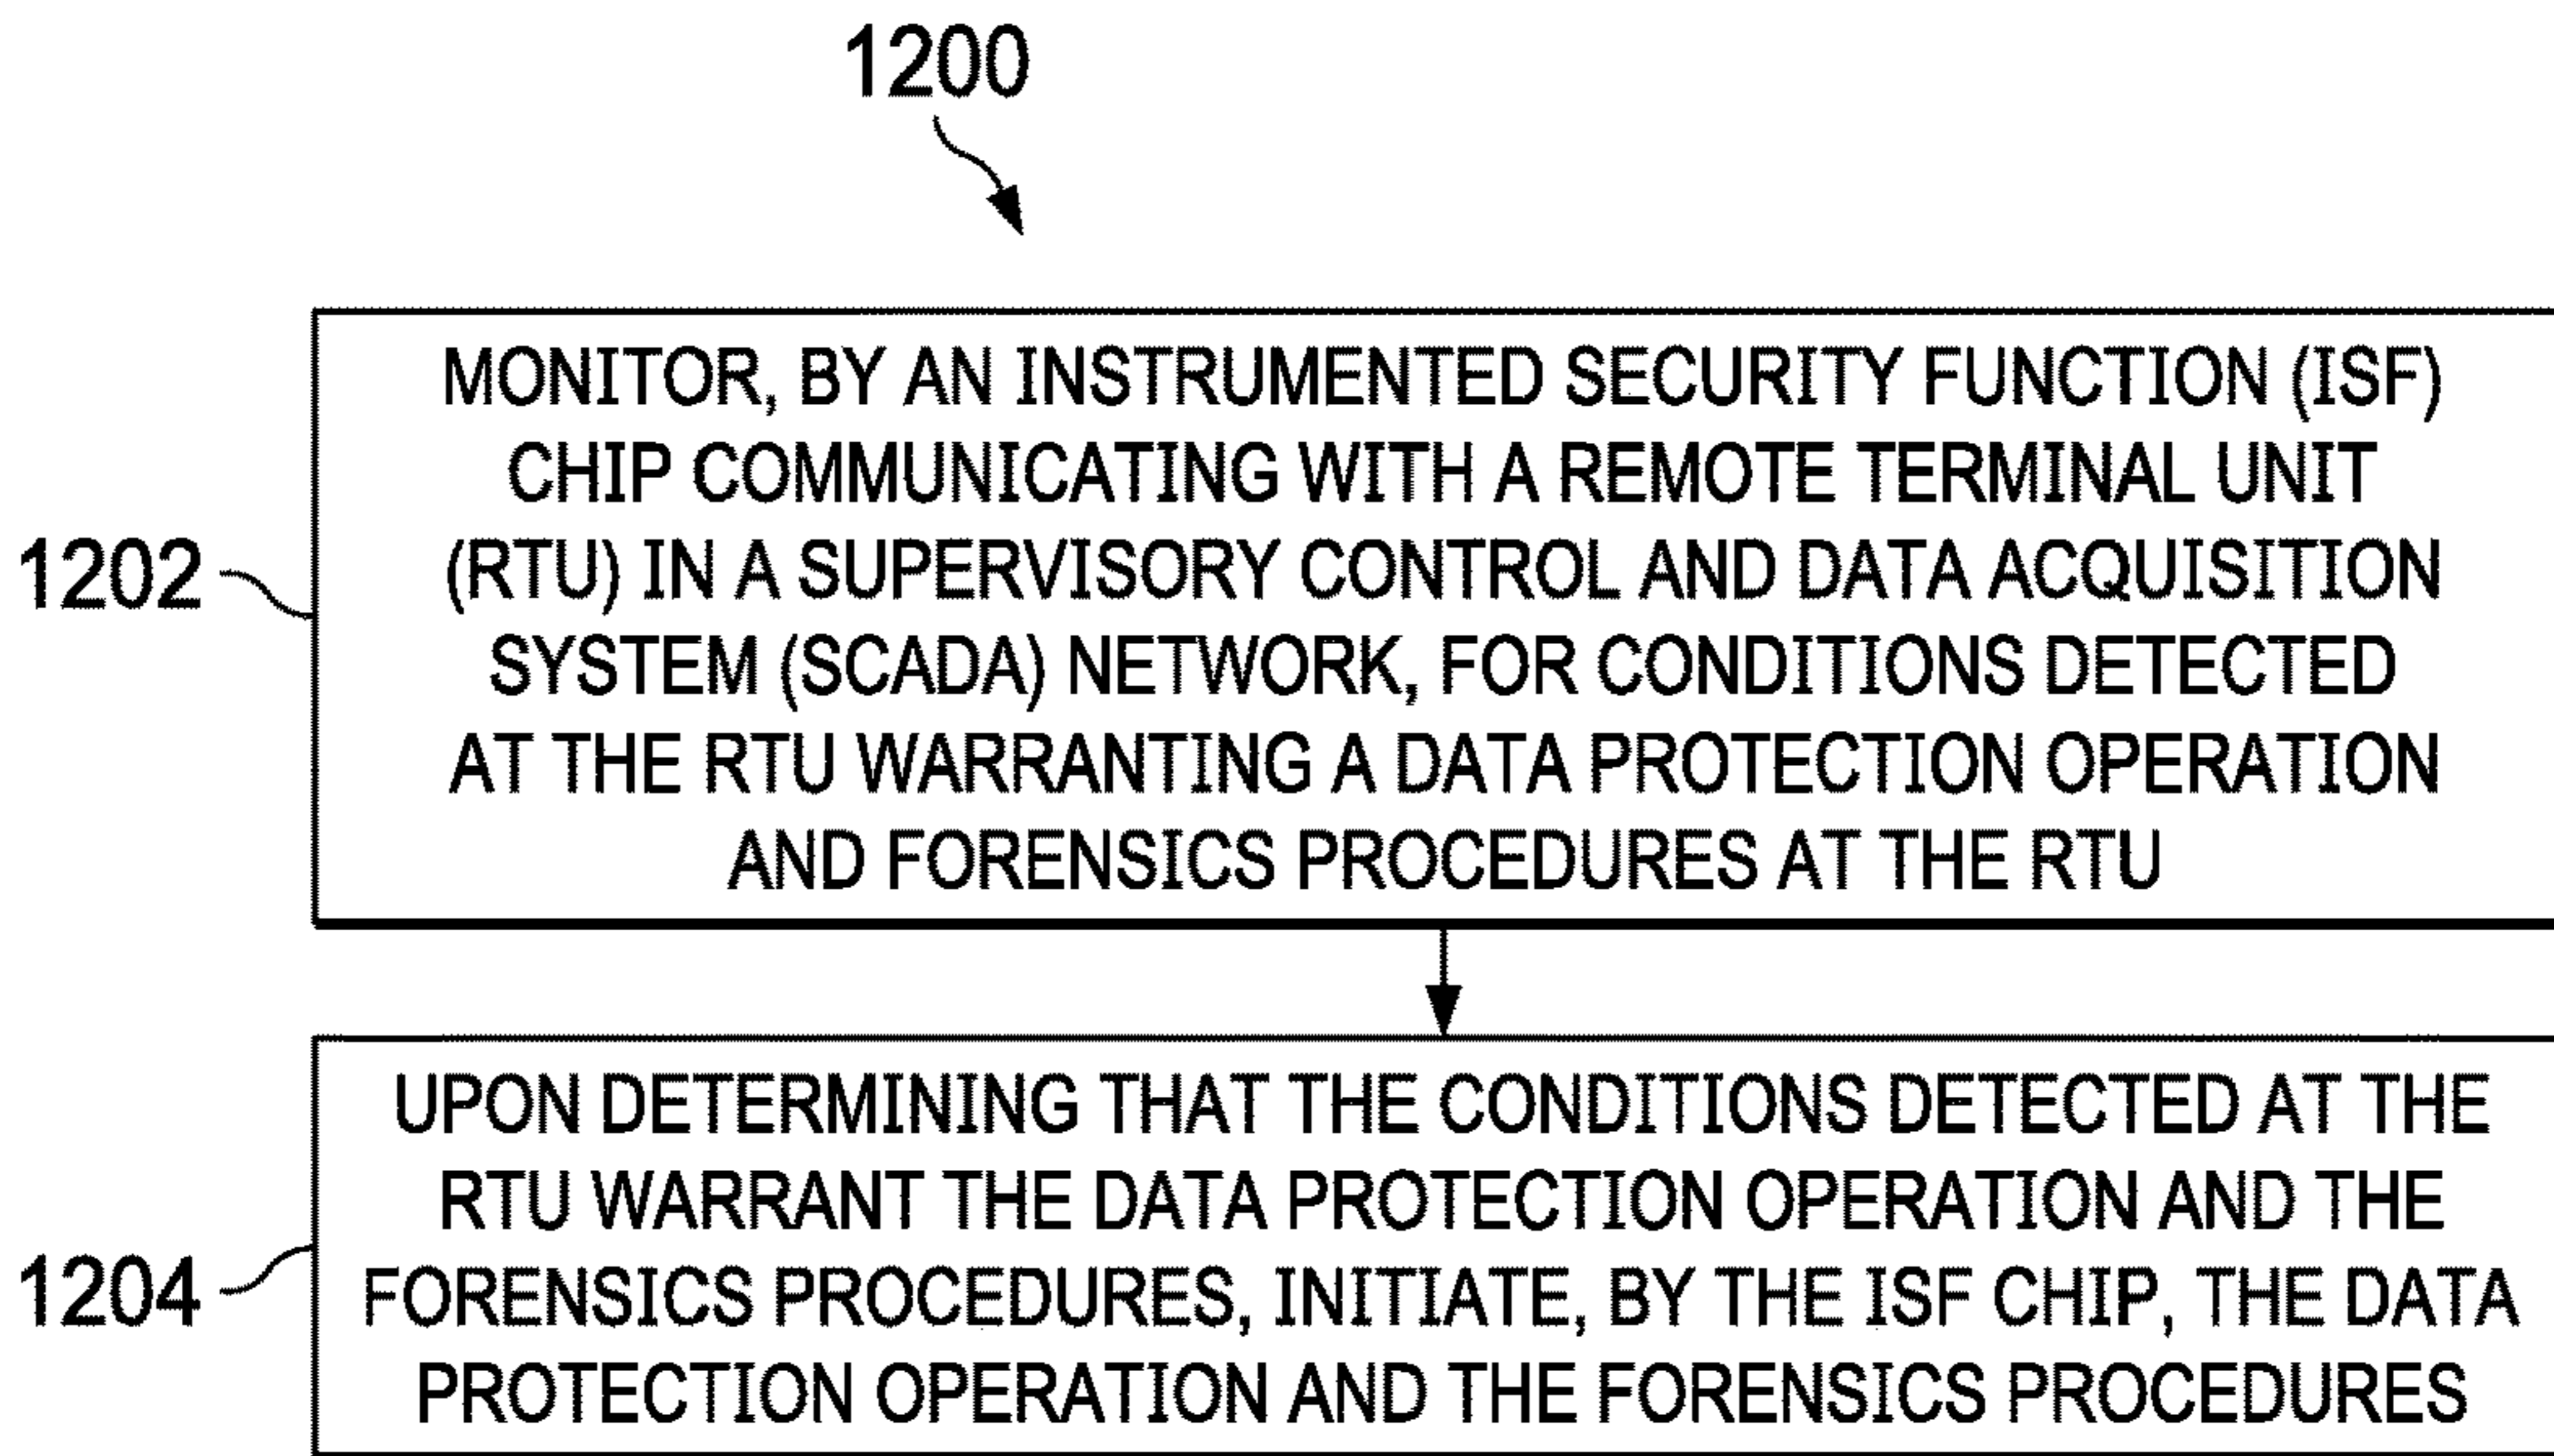 1200
1202
MONITOR, BY AN INSTRUMENTED SECURITY FUNCTION (ISF)
CHIP COMMUNICATING WITH A REMOTE TERMINAL UNIT
(RTU) IN A SUPERVISORY CONTROL AND DATA ACQUISITION
SYSTEM (SCADA) NETWORK, FOR CONDITIONS DETECTED
AT THE RTU WARRANTING A DATA PROTECTION OPERATION
AND FORENSICS PROCEDURES AT THE RTU
1204
UPON DETERMINING THAT THE CONDITIONS DETECTED AT THE
RTU WARRANT THE DATA PROTECTION OPERATION AND THE
FORENSICS PROCEDURES, INITIATE, BY THE ISF CHIP, THE DATA
PROTECTION OPERATION AND THE FORENSICS PROCEDURES